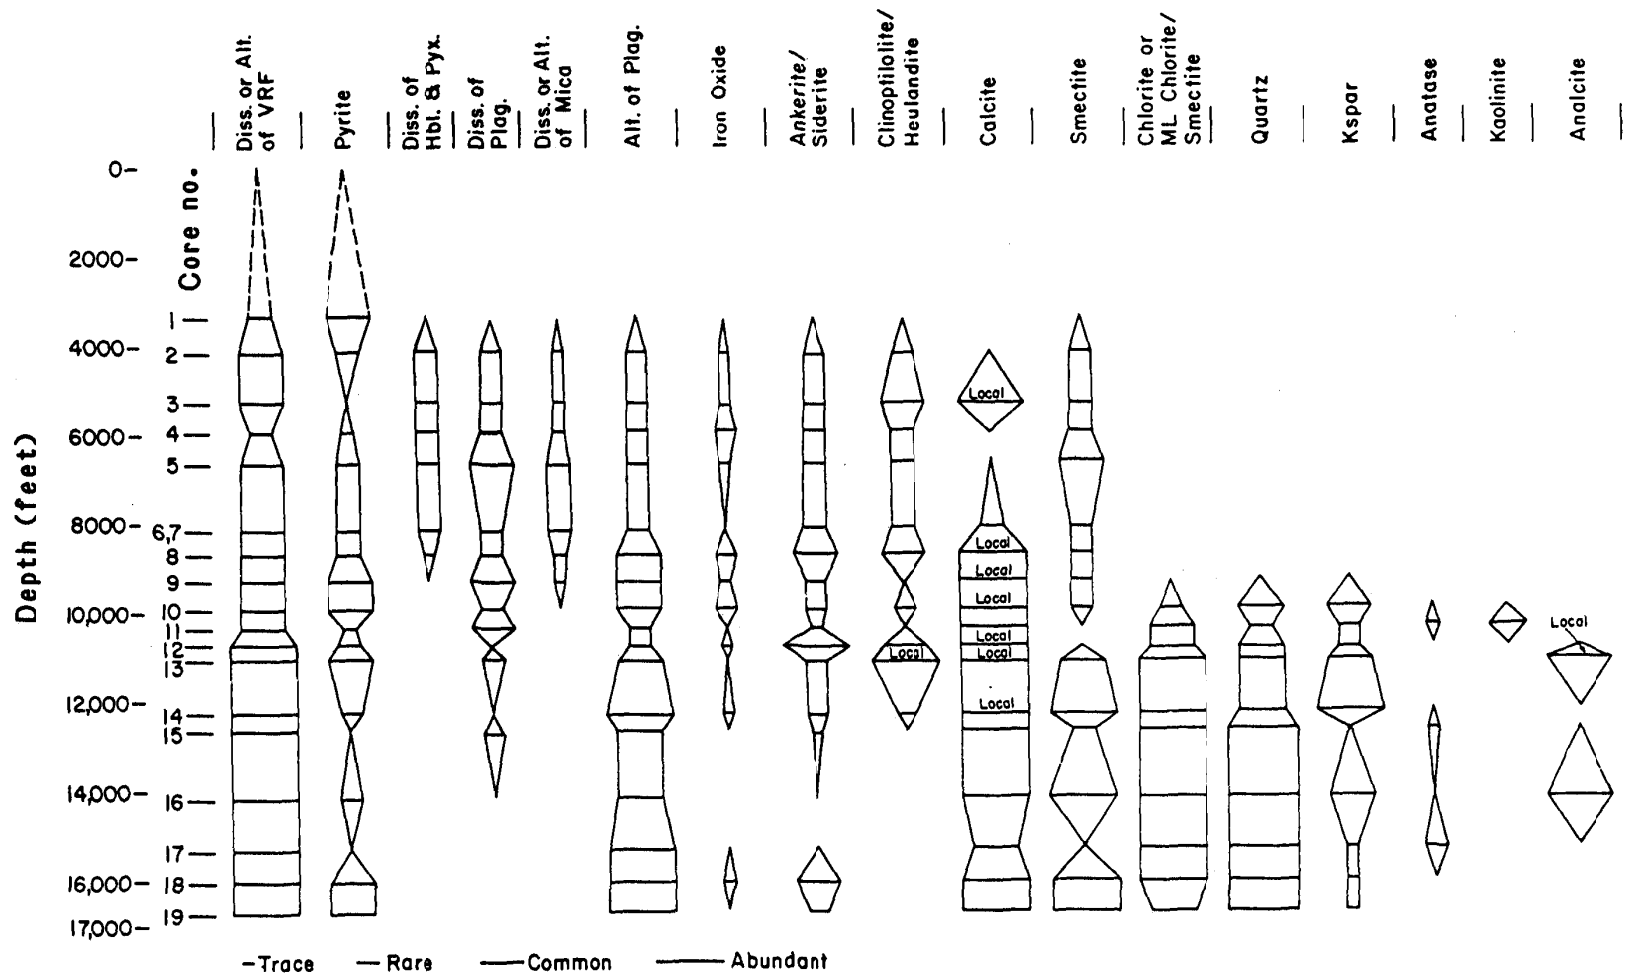 Diss. or Alt.
of VRF
Pyrite
Diss. of
Hbl. & Pyx.
Diss. of
Plag.
Diss. or Alt.
of Mica
Alt. of Plag.
Iron Oxide
Ankerite/
Siderite
Clinoptilolite/
Heulandite
Calcite
Smectite
Chlorite or
ML Chlorite/
Smectite
Quartz
Kspar
Anatase
Kaolinite
Analcite
Depth (feet)
Core no.
0-
2000-
1
4000-
2
3
Local
4
6000-
5
8000-
6,7
8
Local
9
Local
10
Local
10,000-
11
Local
Local
12
Local
Local
13
12,000-
Local
14
15
14,000-
16
17
16,000-
18
19
17,000-
-Trace —Rare —Common —Abundant